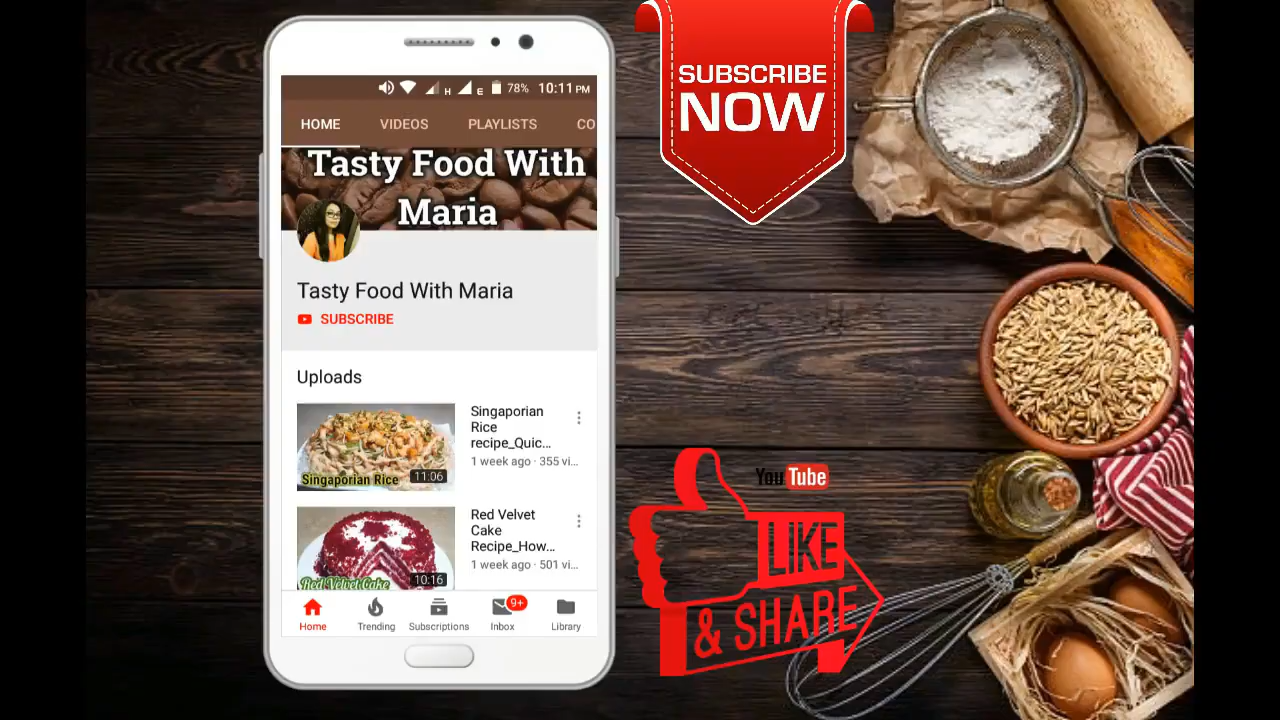 H E 78% 10:11 PM
HOME VIDEOS PLAYLISTS CO
Tasty Food With
Maria
Tasty Food With Maria
SUBSCRIBE
Uploads
Singaporian Rice
11:06
Singaporian
Rice
recipe_Quic...
1 week ago · 355 vi...
Red Velvet Cake
10:16
Red Velvet
Cake
Recipe_How...
1 week ago · 501 vi...
9+
Home Trending Subscriptions Inbox Library
SUBSCRIBE
NOW
YouTube
LIKE
& SHARE